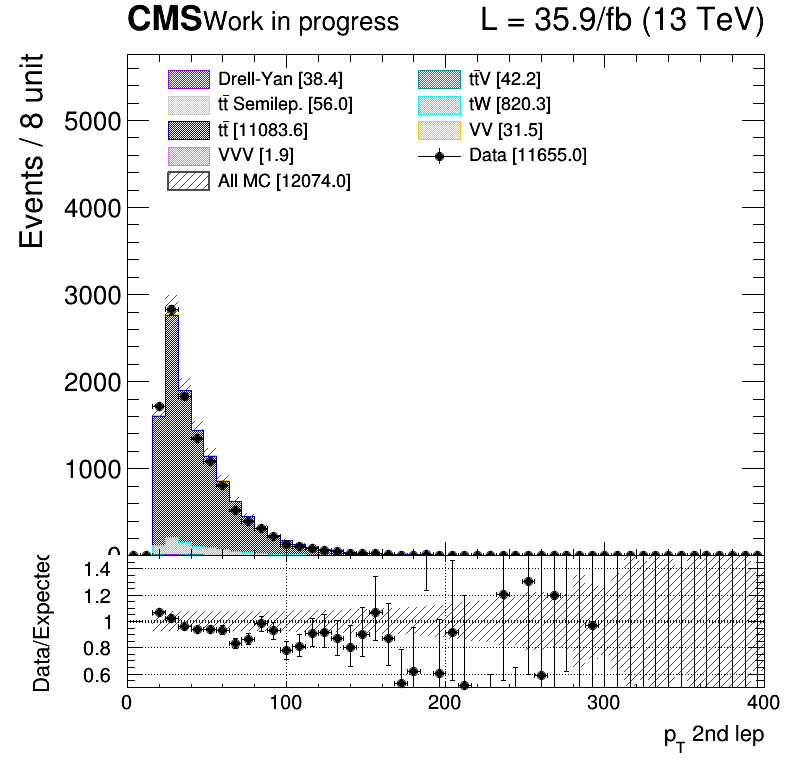 CMS Work in progress L = 35.9/fb (13 TeV)
Events / 8 unit
Drell-Yan [38.4]
tt̄ Semilep. [56.0]
tt̄ [11083.6]
VVV [1.9]
All MC [12074.0]
tt̄V [42.2]
tW [820.3]
VV [31.5]
Data [11655.0]
5000
4000
3000
2000
1000
0
Data/Expected
1.4
1.2
1
0.8
0.6
0 100 200 300 400
p_T 2nd lep